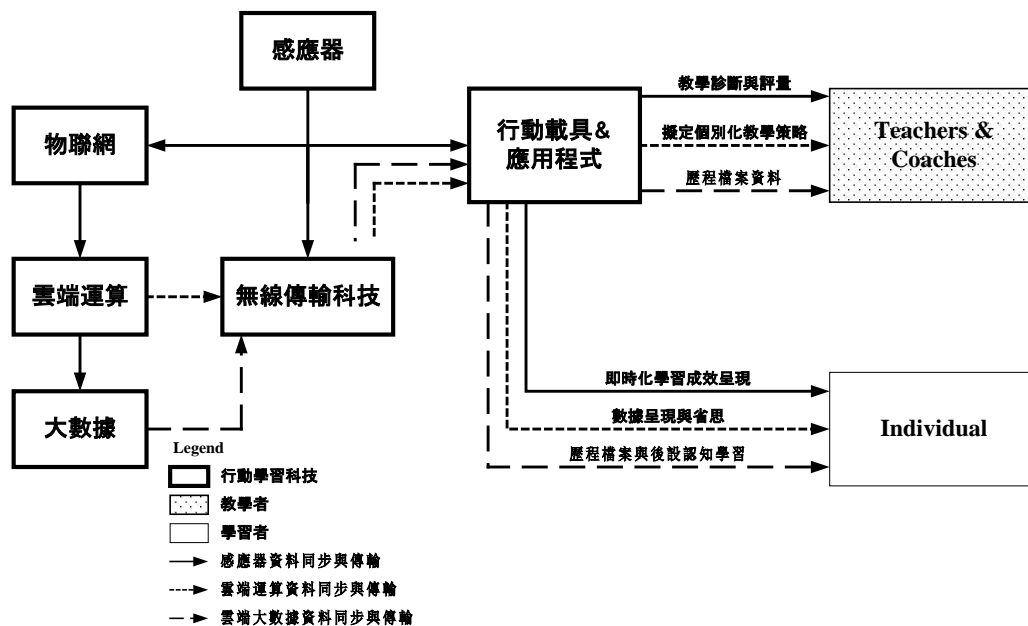 感應器
物聯網
行動載具&
應用程式
教學診斷與評量
擬定個別化教學策略
歷程檔案資料
Teachers &
Coaches
雲端運算
無線傳輸科技
大數據
即時化學習成效呈現
數據呈現與省思
歷程檔案與後設認知學習
Individual
Legend
行動學習科技
教學者
學習者
感應器資料同步與傳輸
雲端運算資料同步與傳輸
雲端大數據資料同步與傳輸